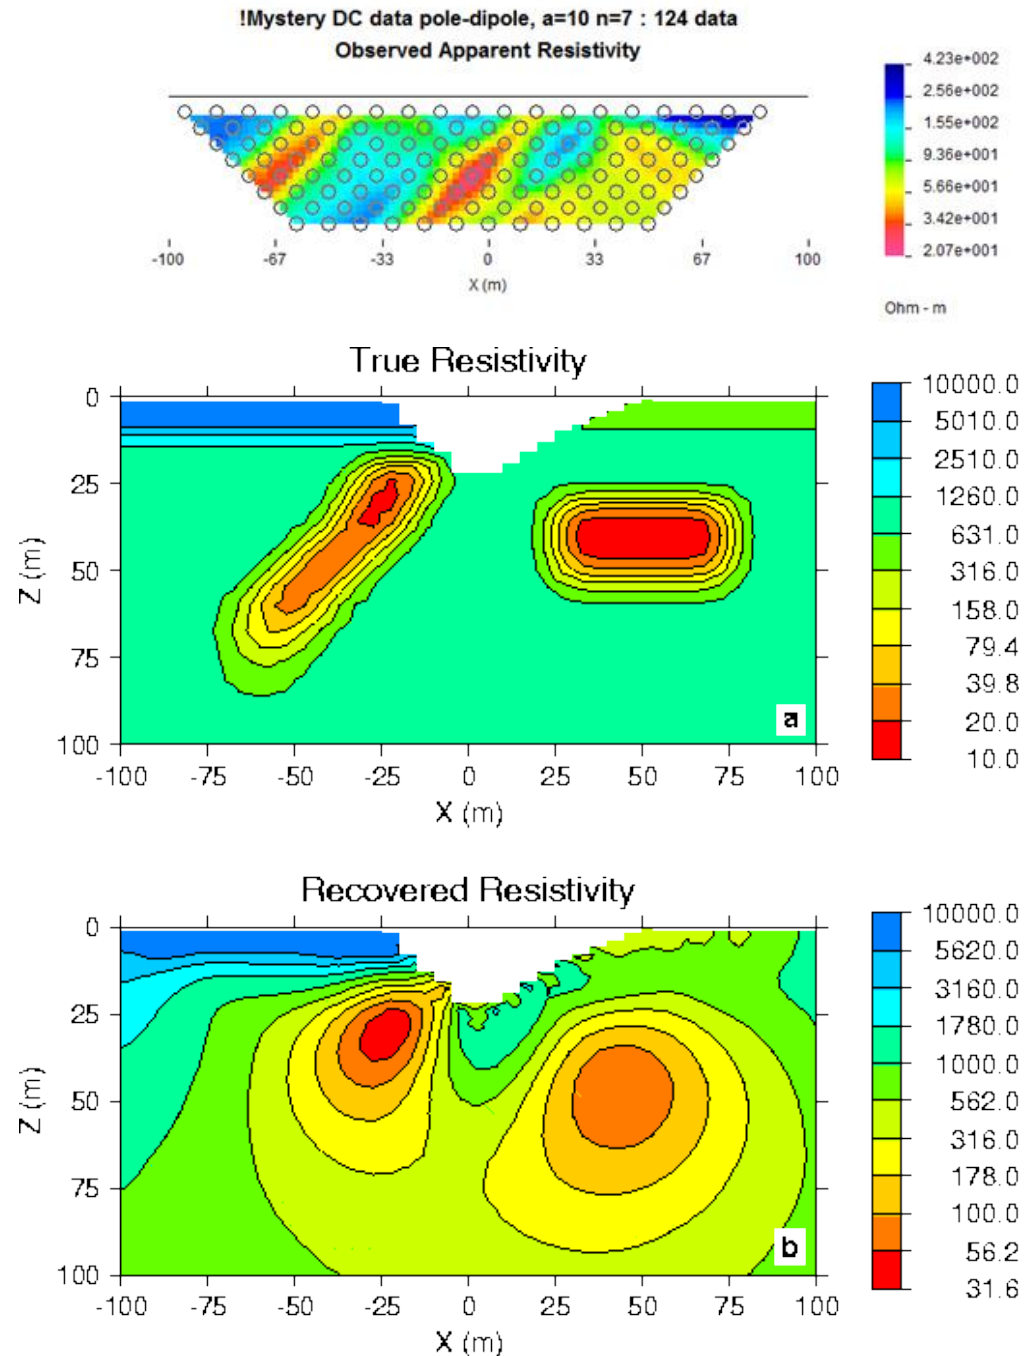 !Mystery DC data pole-dipole, a=10 n=7 : 124 data
Observed Apparent Resistivity
4.23e+002
2.56e+002
1.55e+002
9.36e+001
5.66e+001
3.42e+001
2.07e+001
-100 -67 -33 0 33 67 100
X (m)
Ohm - m
True Resistivity
0
25
50
75
100
Z (m)
-100 -75 -50 -25 0 25 50 75 100
X (m)
a
10000.0
5010.0
2510.0
1260.0
631.0
316.0
158.0
79.4
39.8
20.0
10.0
Recovered Resistivity
0
25
50
75
100
Z (m)
-100 -75 -50 -25 0 25 50 75 100
X (m)
b
10000.0
5620.0
3160.0
1780.0
1000.0
562.0
316.0
178.0
100.0
56.2
31.6